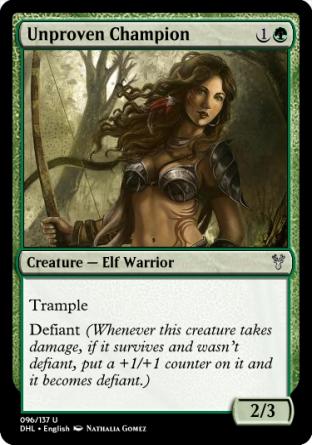 Unproven Champion 1
Creature — Elf Warrior
Trample
Defiant (Whenever this creature takes
damage, if it survives and wasn't
defiant, put a +1/+1 counter on it and
it becomes defiant.)
2/3
096/137 U
DHL • English Nathalia Gomez